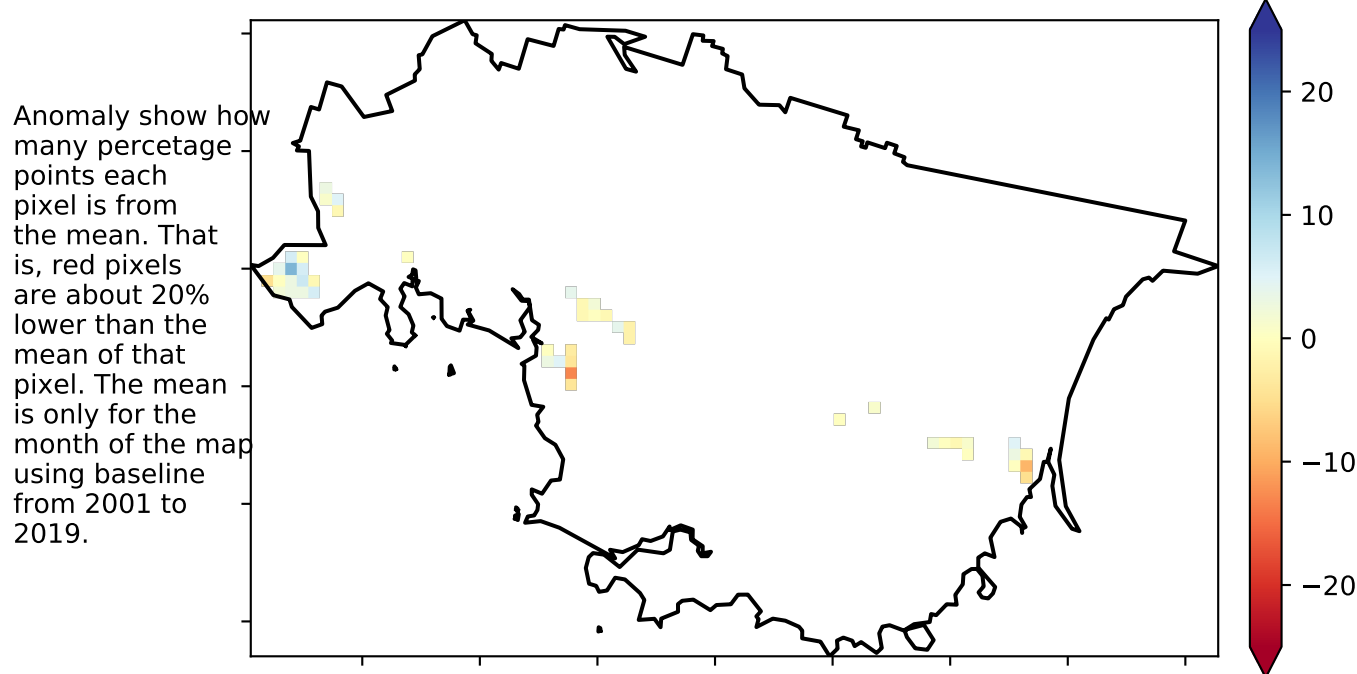 Anomaly show how
many percetage
points each
pixel is from
the mean. That
is, red pixels
are about 20%
lower than the
mean of that
pixel. The mean
is only for the
month of the map
using baseline
from 2001 to
2019.
20
10
0
−10
−20